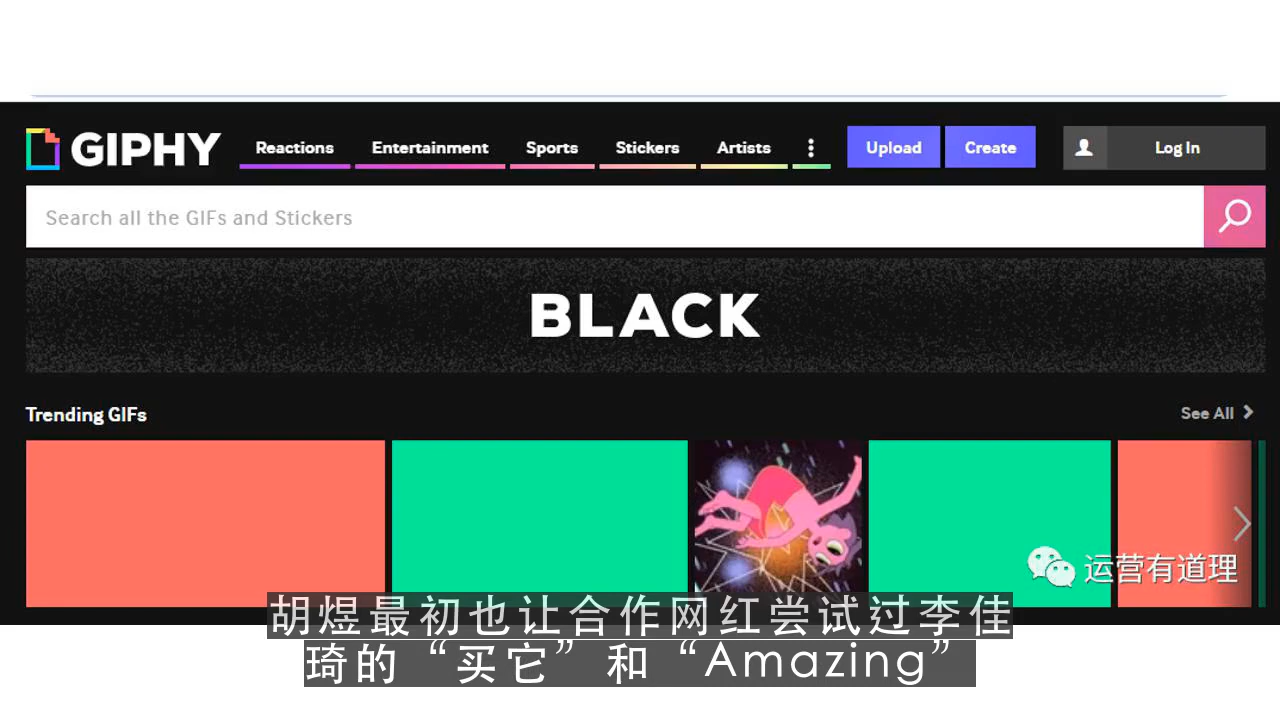 GIPHY
Reactions Entertainment Sports Stickers Artists Upload Create Log In
Search all the GIFs and Stickers
BLACK
Trending GIFs
See All
运营有道理
胡煜最初也让合作网红尝试过李佳
琦的“买它”和“Amazing”